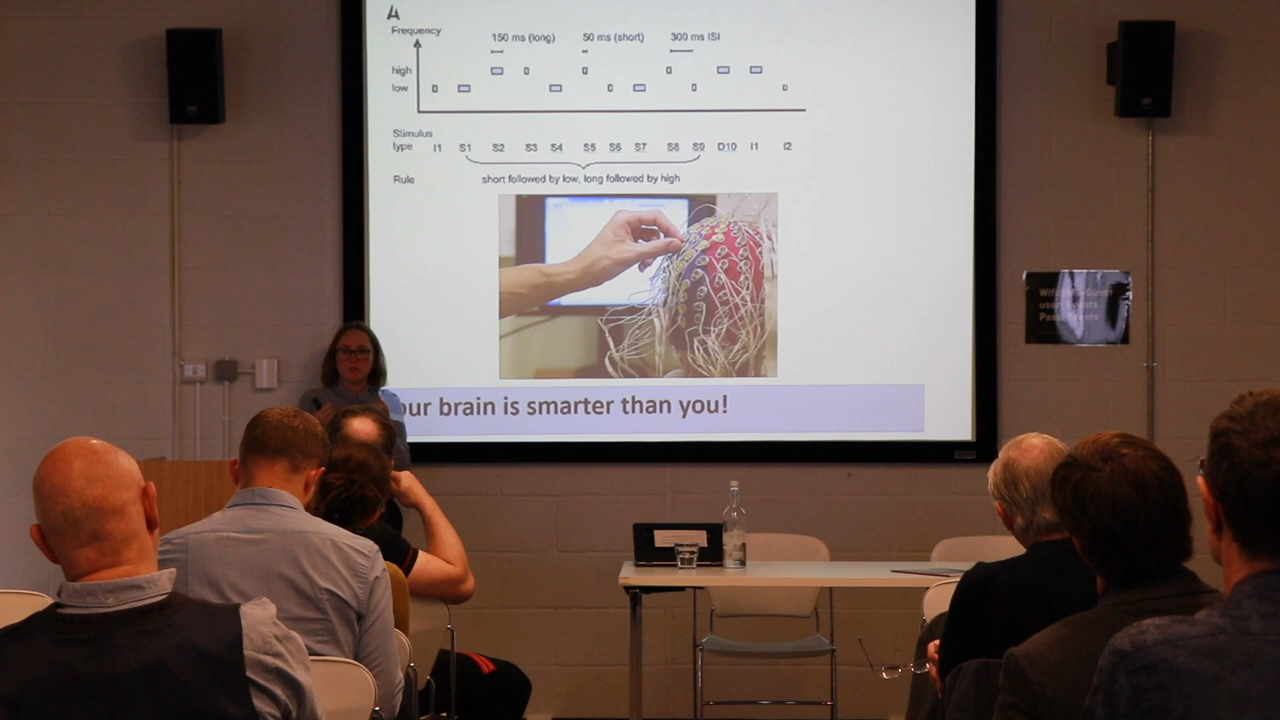 A
Frequency
150 ms (long) 50 ms (short) 300 ms ISI
high
low
Stimulus
type I1 S1 S2 S3 S4 S5 S6 S7 S8 S9 D10 I1 I2
Rule short followed by low, long followed by high
our brain is smarter than you!